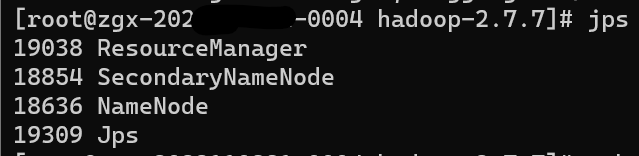 [root@zgx-202 -0004 hadoop-2.7.7]# jps
19038 ResourceManager
18854 SecondaryNameNode
18636 NameNode
19309 Jps